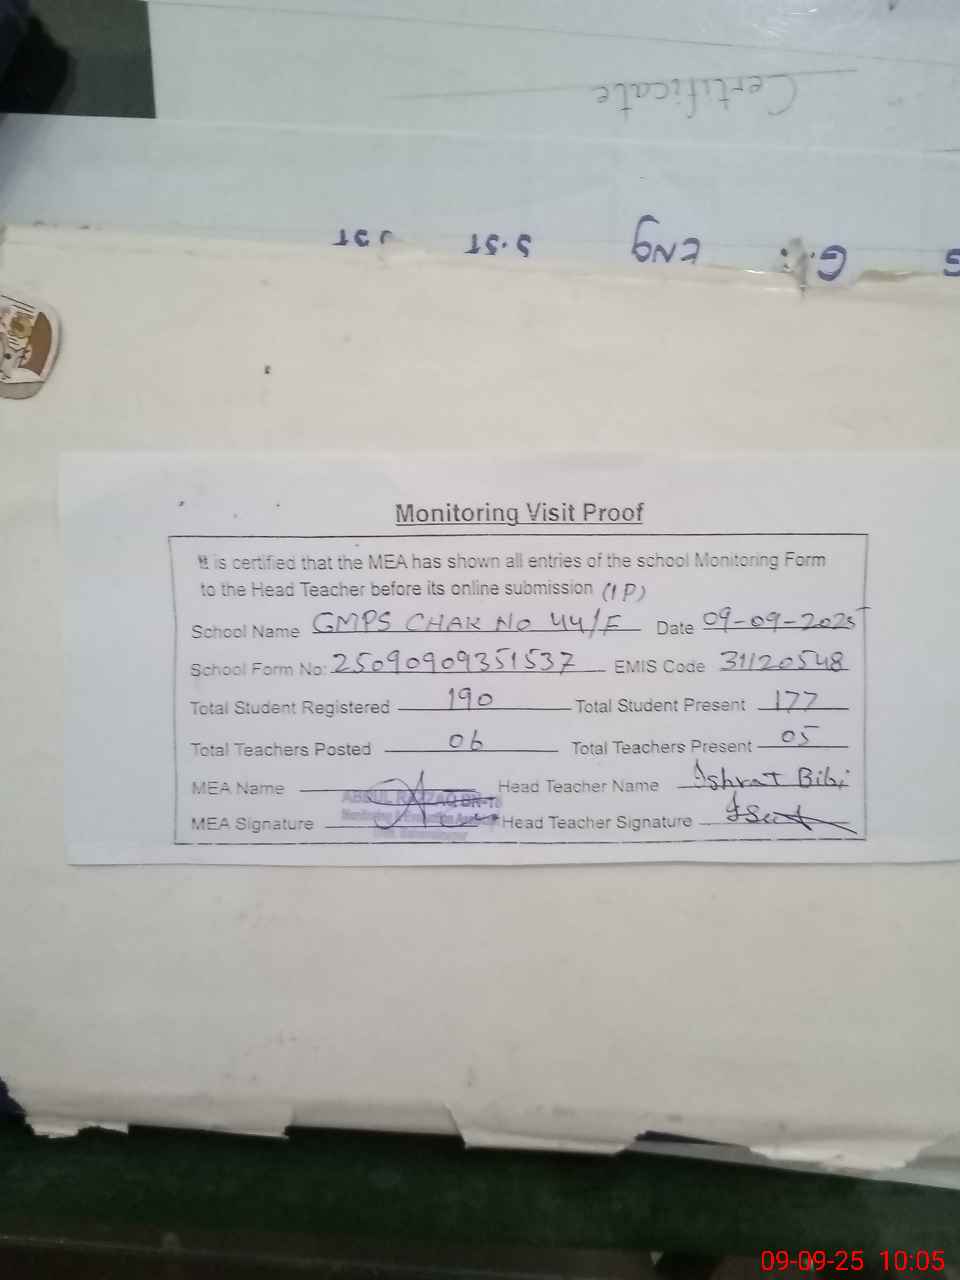 Certificate
S.ST ENG G.
Monitoring Visit Proof
It is certified that the MEA has shown all entries of the school Monitoring Form
to the Head Teacher before its online submission (1P)
School Name GMPS CHAK NO 44/F Date 09-09-2025
School Form No: 25090909351537 EMIS Code 31120548
Total Student Registered 190 Total Student Present 177
Total Teachers Posted 06 Total Teachers Present 05
MEA Name Head Teacher Name Ishrat Bibi
ABDUL RAZZAQ
MEA Signature Head Teacher Signature
09-09-25 10:05